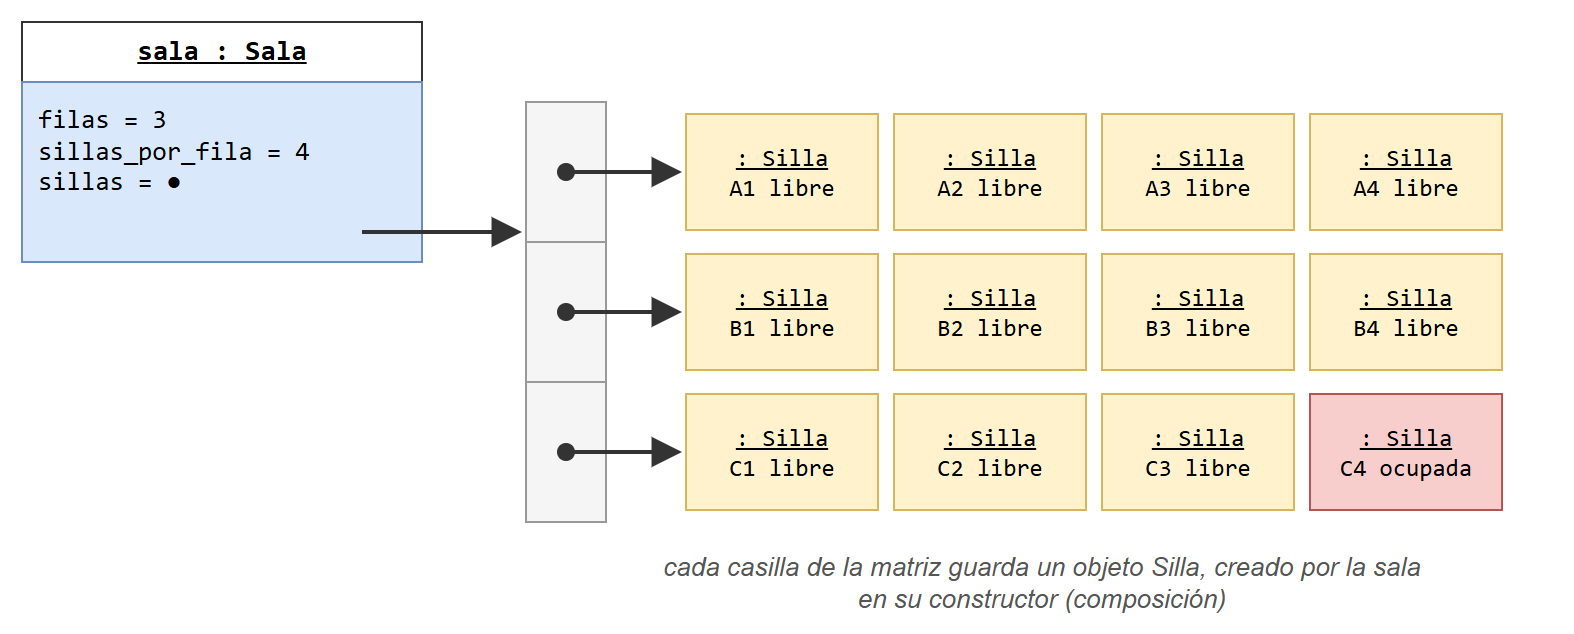 sala : Sala
filas = 3
sillas_por_fila = 4
sillas = ●
: Silla
A1 libre
: Silla
A2 libre
: Silla
A3 libre
: Silla
A4 libre
: Silla
B1 libre
: Silla
B2 libre
: Silla
B3 libre
: Silla
B4 libre
: Silla
C1 libre
: Silla
C2 libre
: Silla
C3 libre
: Silla
C4 ocupada
cada casilla de la matriz guarda un objeto Silla, creado por la sala
en su constructor (composición)